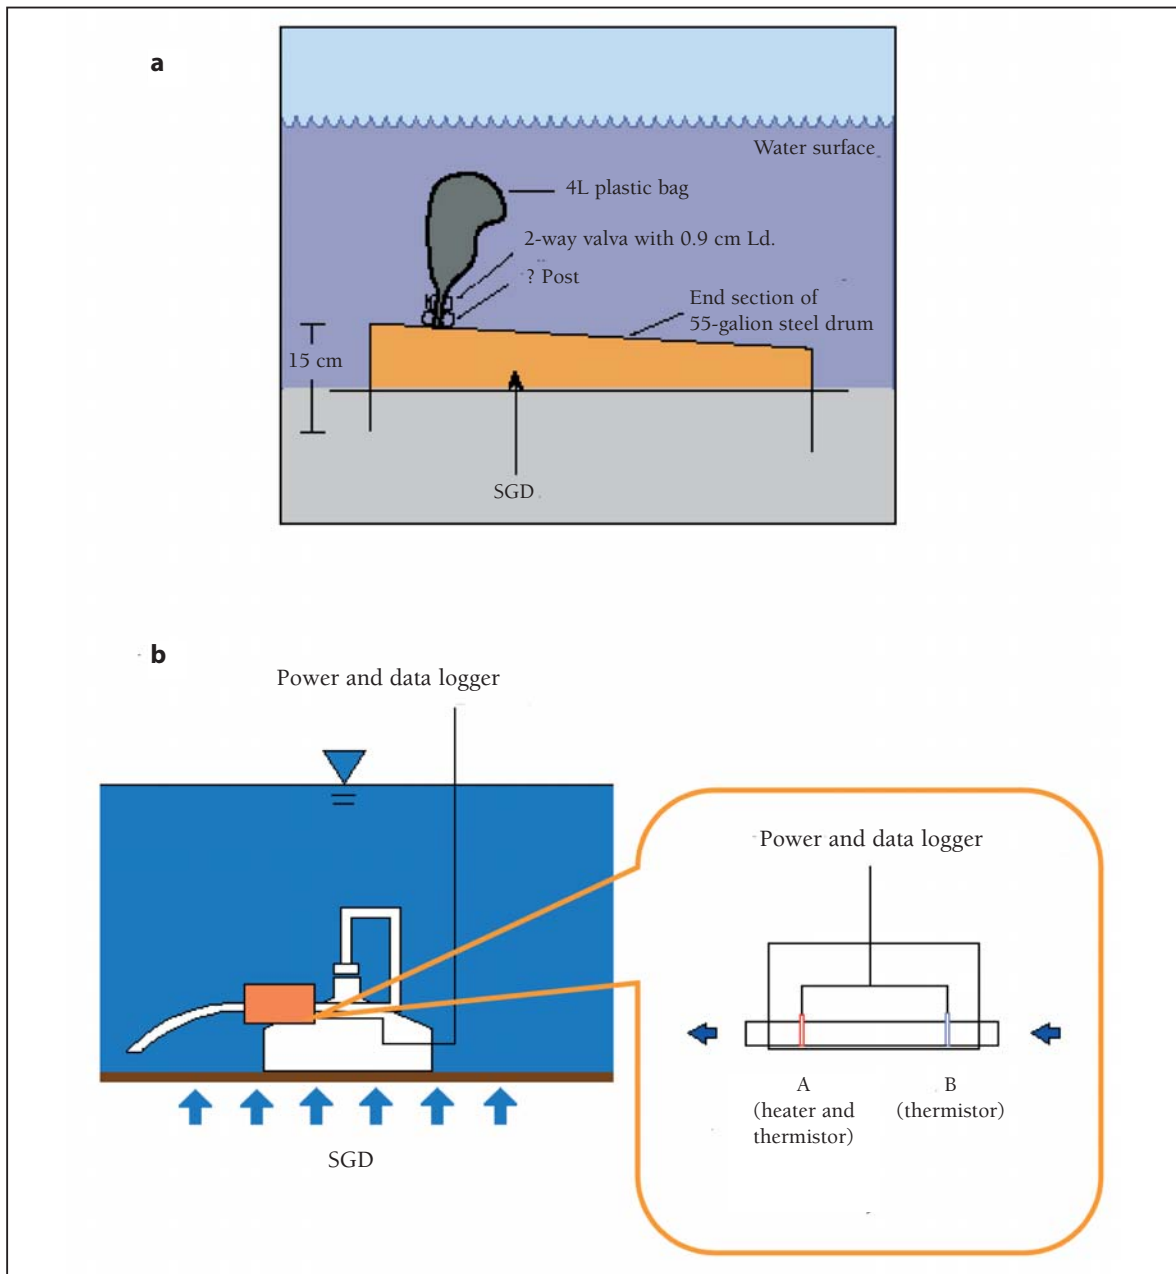 a
Water surface
4L plastic bag
2-way valva with 0.9 cm Ld.
? Post
End section of
55-galion steel drum
15 cm
SGD
b
Power and data logger
Power and data logger
A
(heater and
thermistor)
B
(thermistor)
SGD